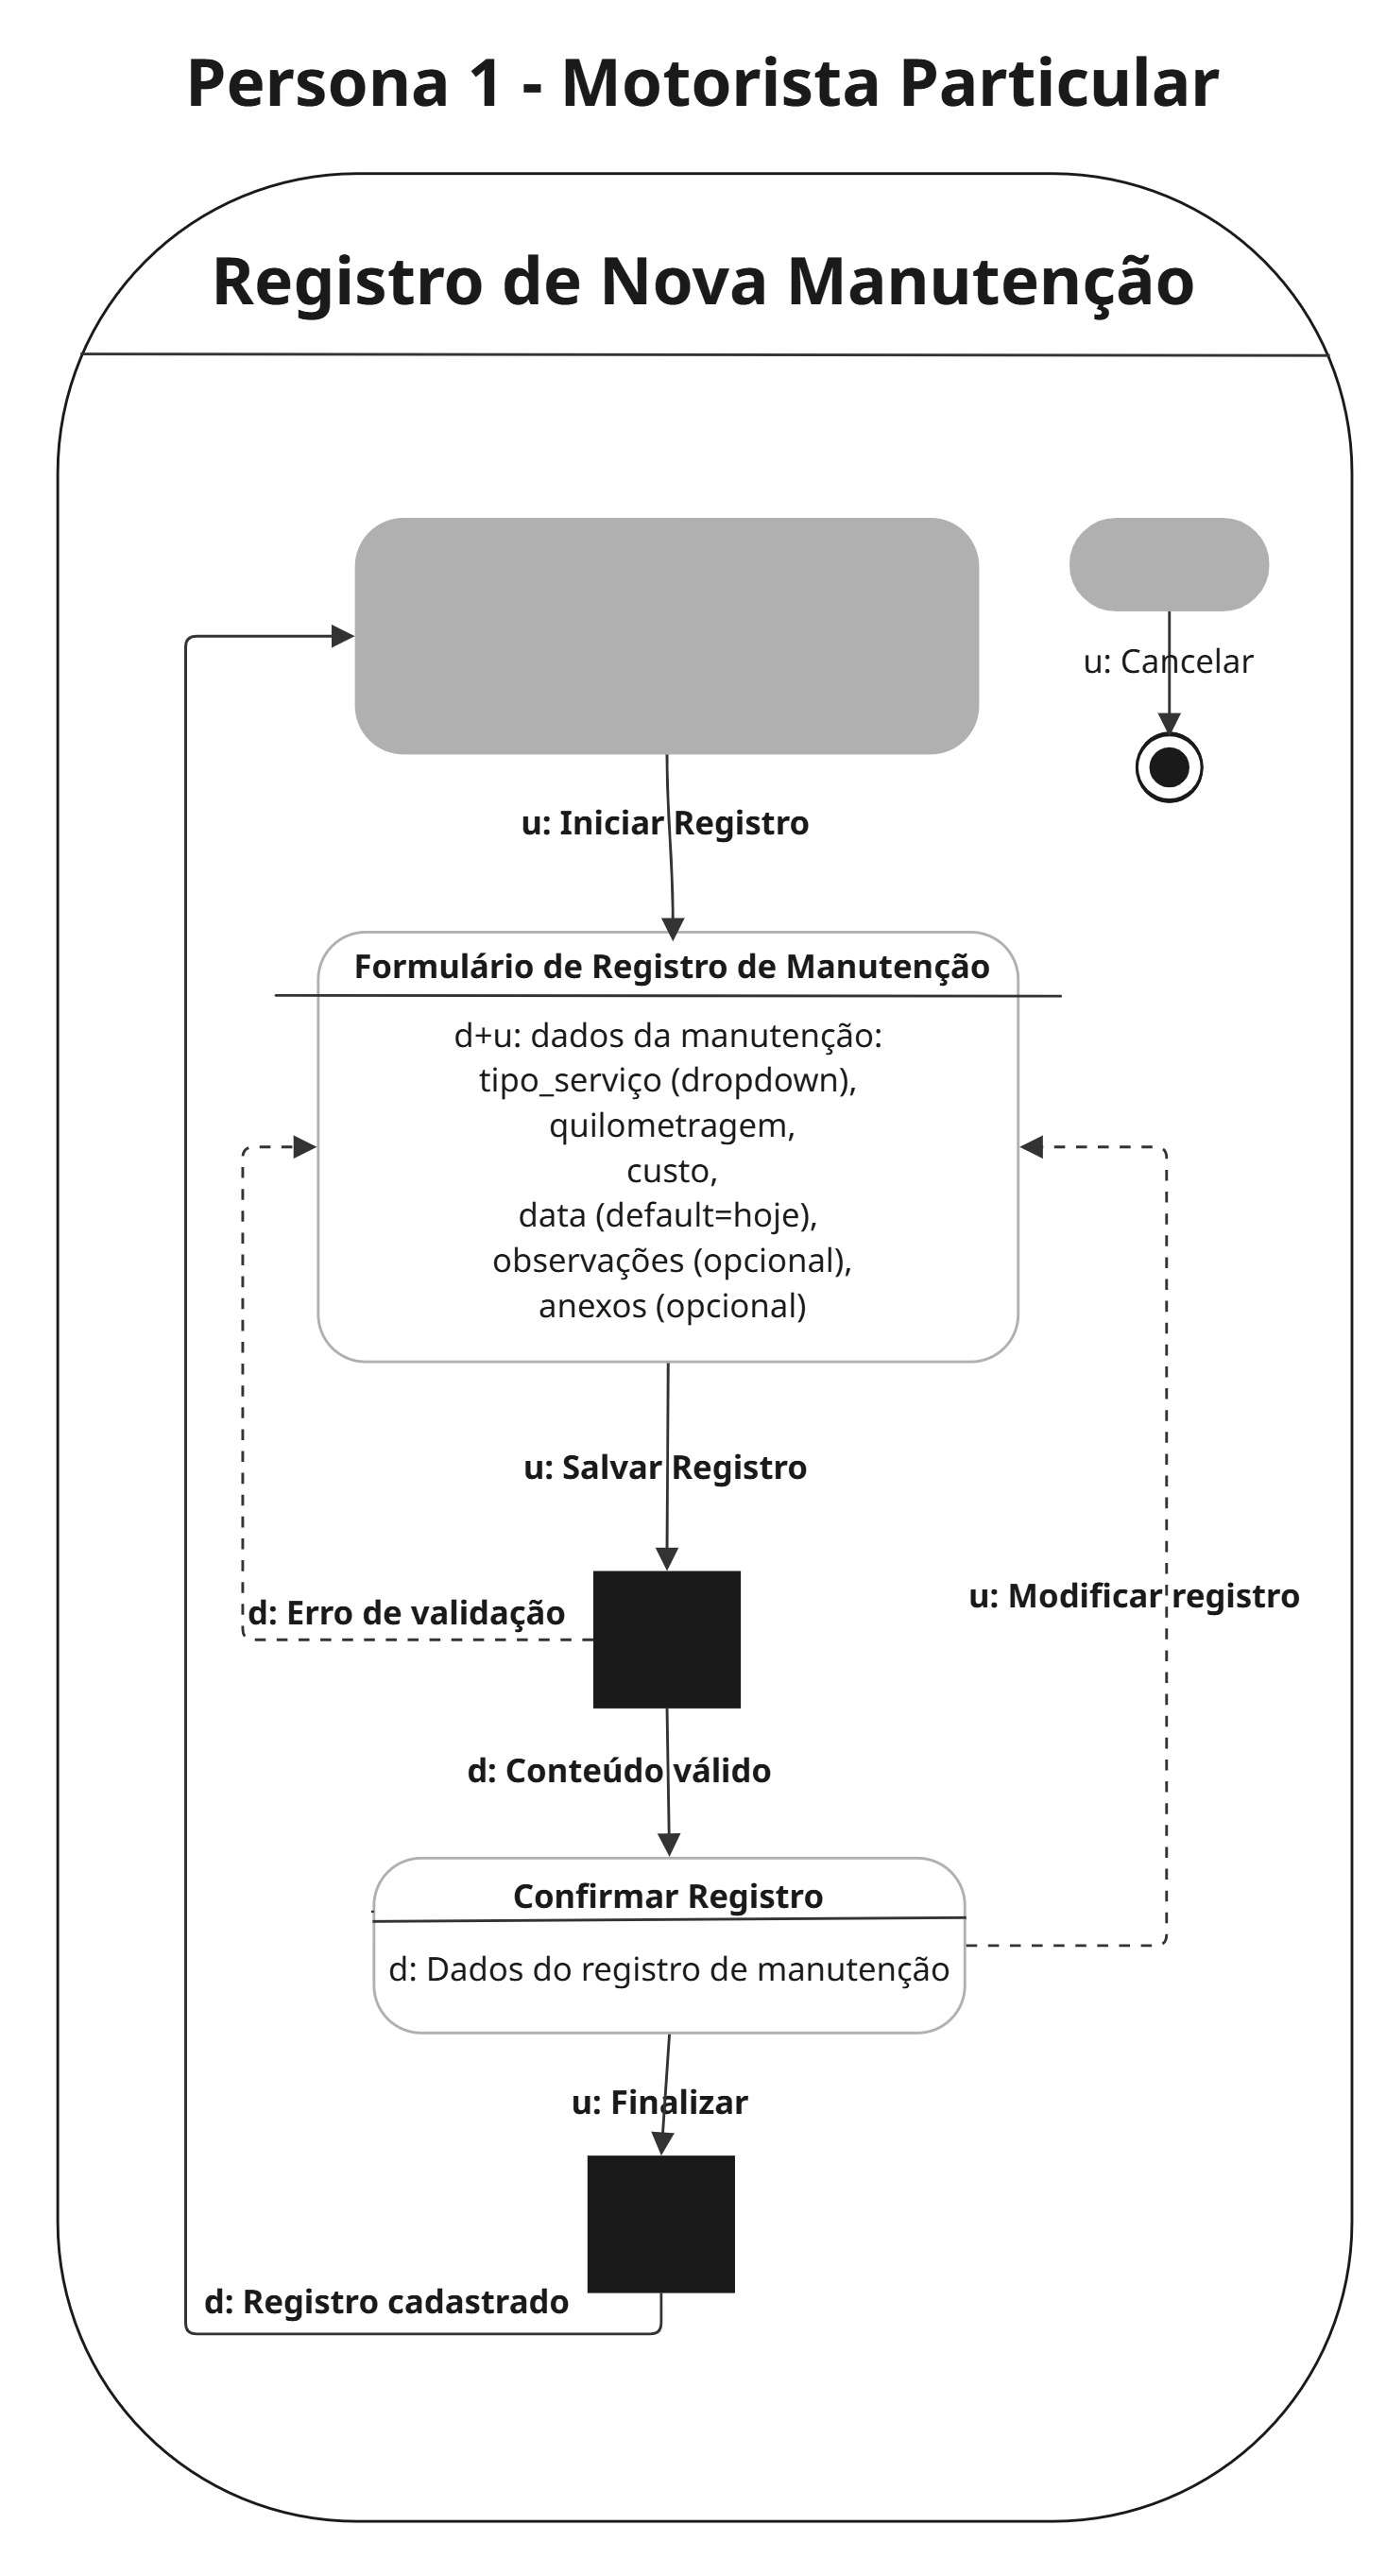 Persona 1 - Motorista Particular
Registro de Nova Manutenção
u: Cancelar
u: Iniciar Registro
Formulário de Registro de Manutenção
d+u: dados da manutenção:
tipo_serviço (dropdown),
quilometragem,
custo,
data (default=hoje),
observações (opcional),
anexos (opcional)
u: Salvar Registro
u: Modificar registro
d: Erro de validação
d: Conteúdo válido
Confirmar Registro
d: Dados do registro de manutenção
u: Finalizar
d: Registro cadastrado